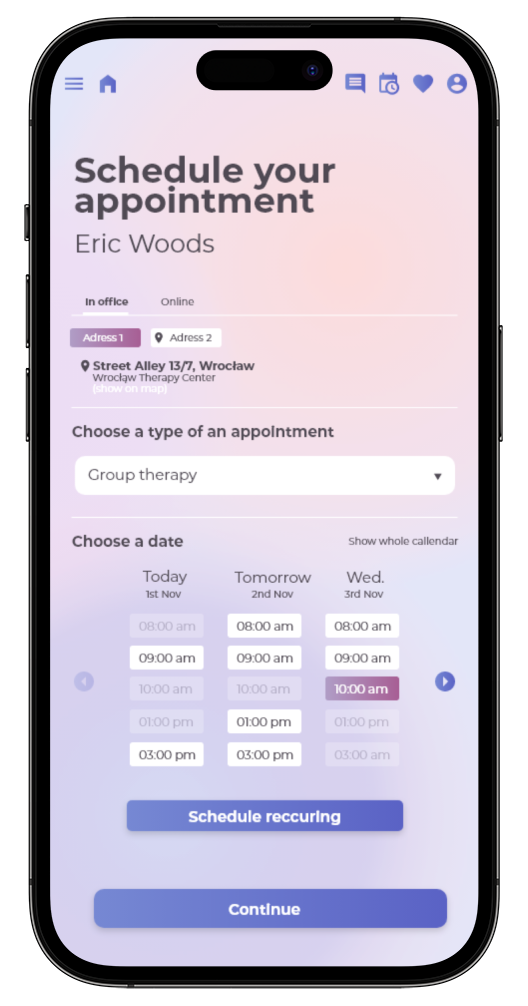 Schedule your
appointment
Eric Woods
In office Online
Adress 1 Adress 2
Street Alley 13/7, Wrocław
Wrocław Therapy Center
(show on map)
Choose a type of an appointment
Group therapy
Choose a date Show whole callendar
Today Tomorrow Wed.
1st Nov 2nd Nov 3rd Nov
08:00 am 08:00 am 08:00 am
09:00 am 09:00 am 09:00 am
10:00 am 10:00 am 10:00 am
01:00 pm 01:00 pm 01:00 pm
03:00 pm 03:00 pm 03:00 am
Schedule reccuring
Continue